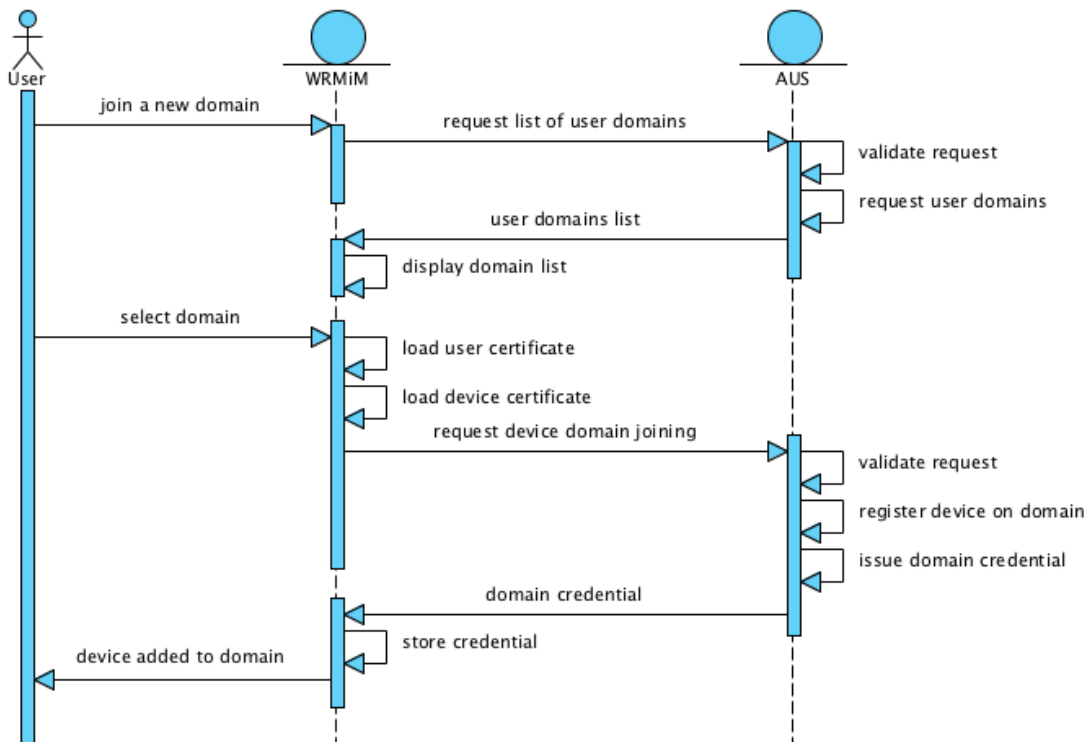 User
WRMiM
AUS
join a new domain
request list of user domains
validate request
request user domains
user domains list
display domain list
select domain
load user certificate
load device certificate
request device domain joining
validate request
register device on domain
issue domain credential
domain credential
store credential
device added to domain